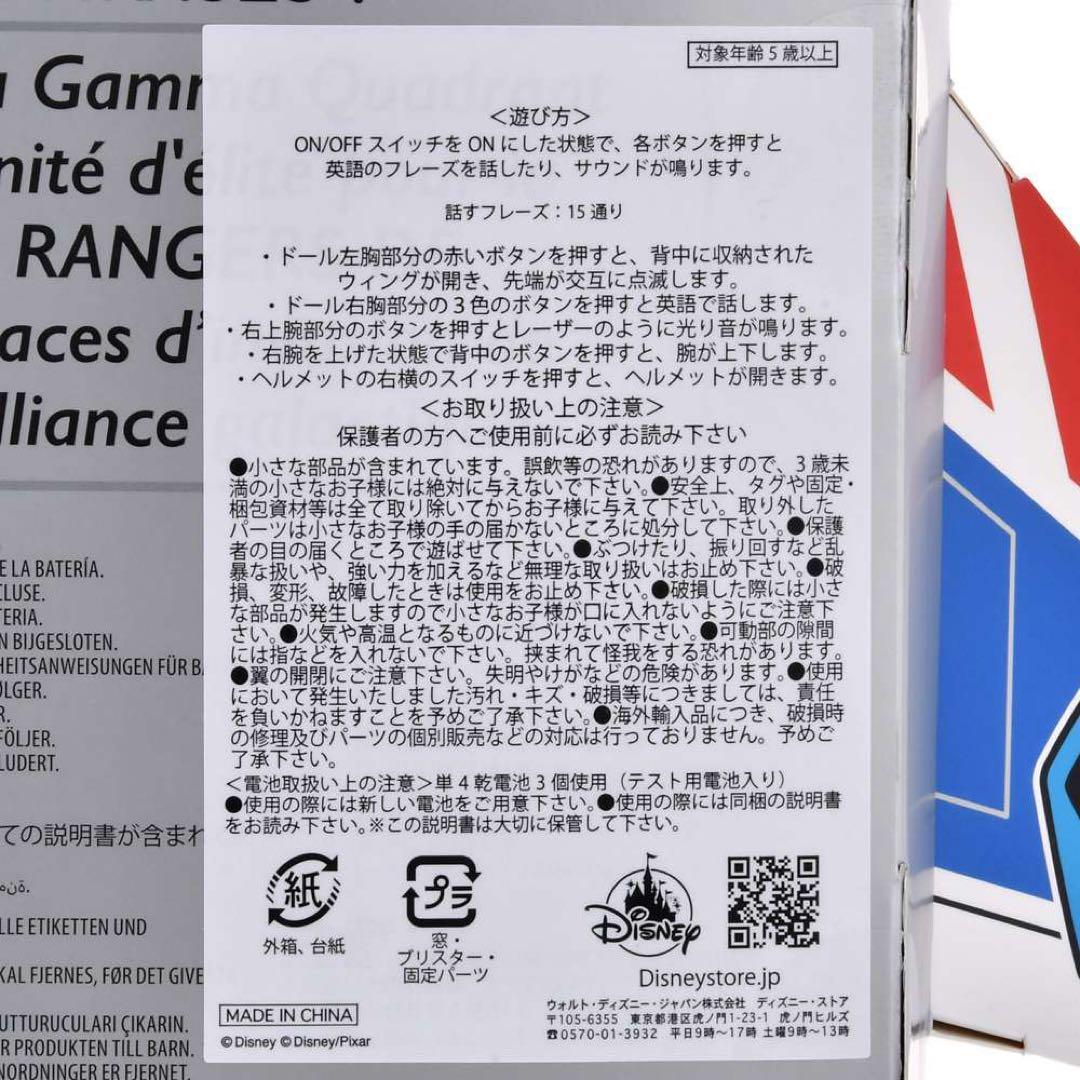 a Gamma Quadrant
nité d'élite
RANG
aces d'
lliance
E LA BATERÍA.
CLUSE.
TERIA.
N BIJGESLOTEN.
HEITSANWEISUNGEN FÜR BA
ØLGER.
R.
FÖLJER.
LUDERT.
ての説明書が含まれ
LLE ETIKETTEN UND
KAL FJERNES, FØR DET GIVE
UTTURUCULARI ÇIKARIN.
R PRODUKTEN TILL BARN.
NORDNINGER ER FJERNET.
対象年齢5歳以上
＜遊び方＞
ON/OFF スイッチを ON にした状態で、各ボタンを押すと
英語のフレーズを話したり、サウンドが鳴ります。
話すフレーズ：15通り
・ドール左胸部分の赤いボタンを押すと、背中に収納された
ウィングが開き、先端が交互に点滅します。
・ドール右胸部分の３色のボタンを押すと英語で話します。
・右上腕部分のボタンを押すとレーザーのように光り音が鳴ります。
・右腕を上げた状態で背中のボタンを押すと、腕が上下します。
・ヘルメットの右横のスイッチを押すと、ヘルメットが開きます。
＜お取り扱い上の注意＞
保護者の方へご使用前に必ずお読み下さい
●小さな部品が含まれています。誤飲等の恐れがありますので、３歳未
満の小さなお子様には絶対に与えないで下さい。●安全上、タグや固定・
梱包資材等は全て取り除いてからお子様に与えて下さい。取り外した
パーツは小さなお子様の手の届かないところに処分して下さい。●保護
者の目の届くところで遊ばせて下さい。●ぶつけたり、振り回すなど乱
暴な扱いや、強い力を加えるなど無理な取り扱いはお止め下さい。●破
損、変形、故障したときは使用をお止め下さい。●破損した際には小さ
な部品が発生しますので小さなお子様が口に入れないようにご注意下
さい。●火気や高温となるものに近づけないで下さい。●可動部の隙間
には指などを入れないで下さい。挟まれて怪我をする恐れがあります。
●翼の開閉にご注意下さい。失明やけがなどの危険があります。●使用
において発生いたしました汚れ・キズ・破損等につきましては、責任
を負いかねますことを予めご了承下さい。●海外輸入品につき、破損時
の修理及びパーツの個別販売などの対応は行っておりません。予めご
了承下さい。
＜電池取扱い上の注意＞単４乾電池３個使用（テスト用電池入り）
●使用の際には新しい電池をご用意下さい。●使用の際には同梱の説明書
をお読み下さい。※この説明書は大切に保管して下さい。
紙
外箱、台紙
プラ
窓・
ブリスター・
固定パーツ
Disney
Disneystore.jp
MADE IN CHINA
©Disney ©Disney/Pixar
ウォルト・ディズニー・ジャパン株式会社 ディズニー・ストア
〒105-6355 東京都港区虎ノ門1-23-1 虎ノ門ヒルズ
☎0570-01-3932 平日9時〜17時 土曜9時〜13時